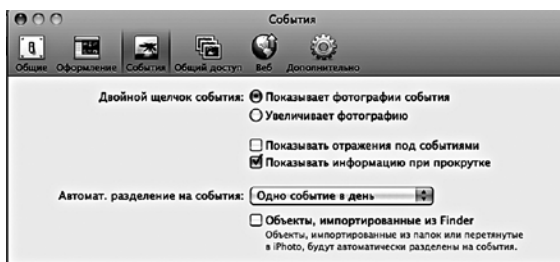 События
Общие Оформление События Общий доступ Веб Дополнительно
Двойной щелчок события: Показывает фотографии события
Увеличивает фотографию
Показывать отражения под событиями
Показывать информацию при прокрутке
Автомат. разделение на события: Одно событие в день
Объекты, импортированные из Finder
Объекты, импортированные из папок или перетянутые
в iPhoto, будут автоматически разделены на события.